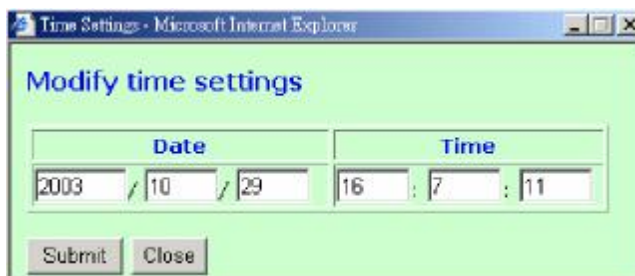 Time Settings - Microsoft Internet Explorer
Modify time settings
Date Time
2003 / 10 / 29 16 : 7 : 11
Submit Close